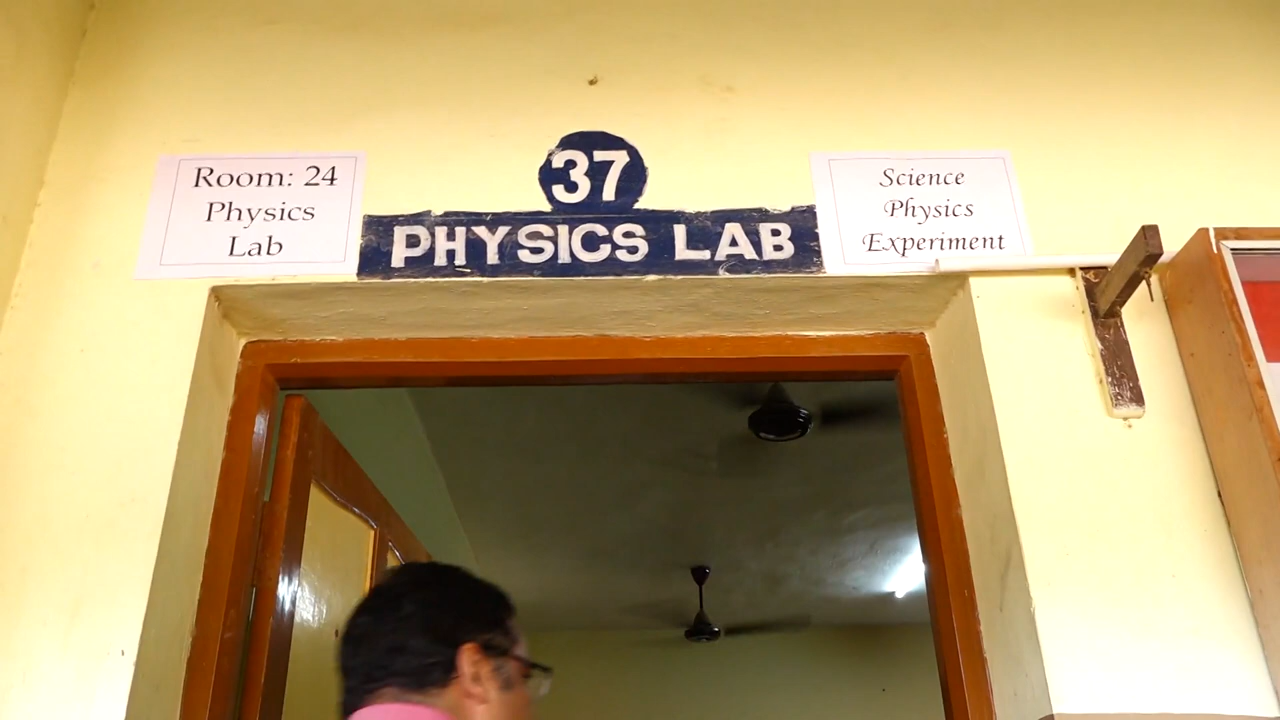 Room: 24
Physics
Lab
37
PHYSICS LAB
Science
Physics
Experiment